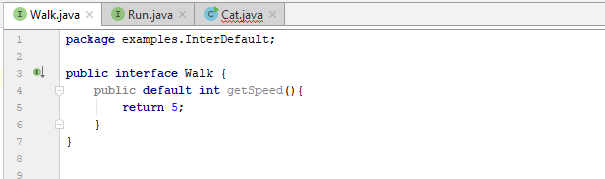 Walk.java × Run.java × Cat.java ×
1 package examples.InterDefault;
2
3 public interface Walk {
4 public default int getSpeed(){
5 return 5;
6 }
7 }
8
9